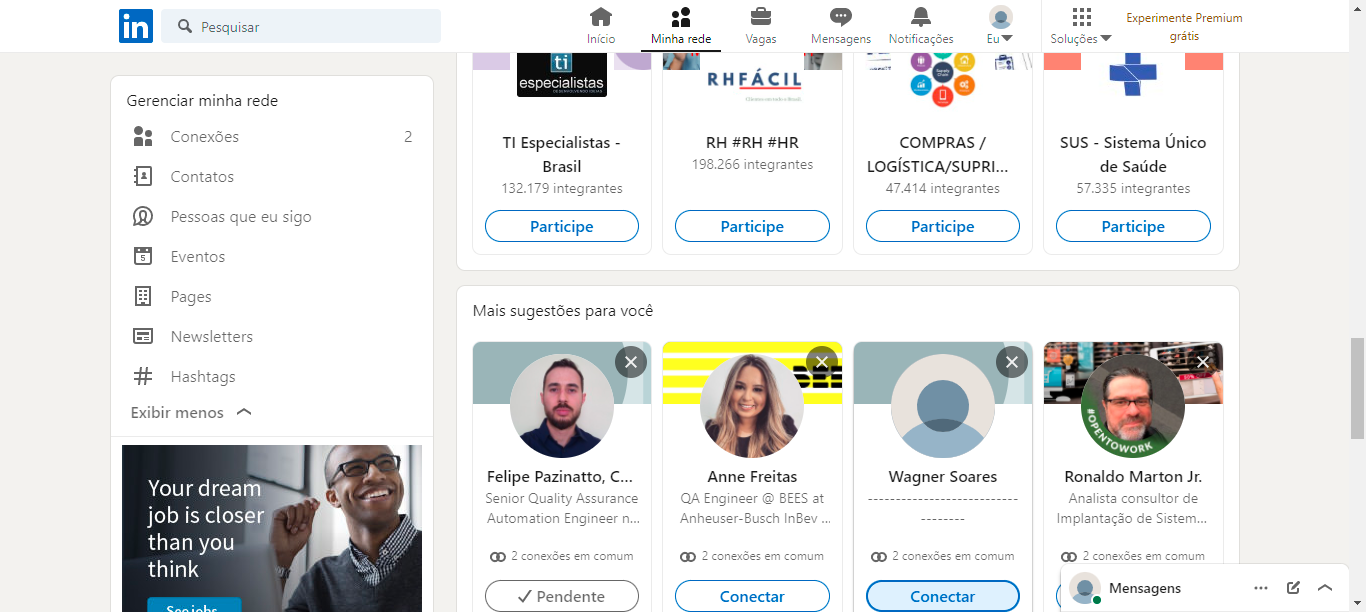 in
Pesquisar
Início
Minha rede
Vagas
Mensagens
Notificações
Eu
Soluções
Experimente Premium
grátis
Gerenciar minha rede
Conexões 2
Contatos
Pessoas que eu sigo
5
Eventos
Pages
Newsletters
Hashtags
Exibir menos
Your dream
job is closer
than you
think
See jobs
ti
especialistas
TI Especialistas -
Brasil
132.179 integrantes
Participe
RHFÁCIL
RH #RH #HR
198.266 integrantes
Participe
COMPRAS /
LOGÍSTICA/SUPRI...
47.414 integrantes
Participe
SUS - Sistema Único
de Saúde
57.335 integrantes
Participe
Mais sugestões para você
Felipe Pazinatto, C...
Senior Quality Assurance
Automation Engineer n...
2 conexões em comum
Pendente
Anne Freitas
QA Engineer @ BEES at
Anheuser-Busch InBev ...
2 conexões em comum
Conectar
Wagner Soares
--------------------------
--------
2 conexões em comum
Conectar
#OPENTOWORK
Ronaldo Marton Jr.
Analista consultor de
Implantação de Sistem...
2 conexões em comum
Mensagens